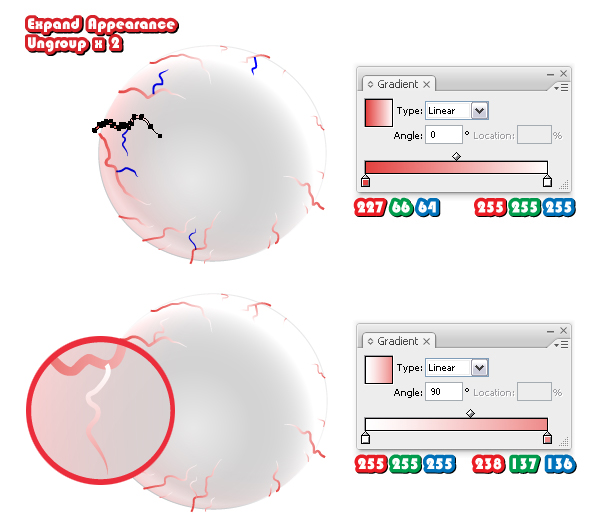 Expand Appearance
Ungroup x 2
Gradient ×
Type: Linear
Angle: 0 ° Location: %
227 66 64 255 255 255
Gradient ×
Type: Linear
Angle: 90 ° Location: %
255 255 255 238 137 136